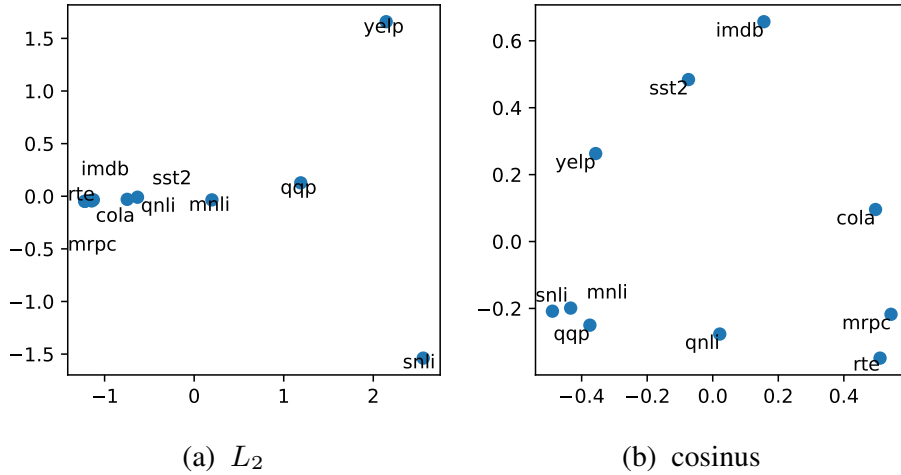 1.5
1.0
0.5
0.0
−0.5
−1.0
−1.5
yelp
imdb
sst2
rte
cola
qnli
mnli
qqp
mrpc
snli
−1
0
1
2
(a) L₂
0.6
0.4
0.2
0.0
−0.2
imdb
sst2
yelp
cola
snli
mnli
qqp
qnli
mrpc
rte
−0.4
−0.2
0.0
0.2
0.4
(b) cosinus